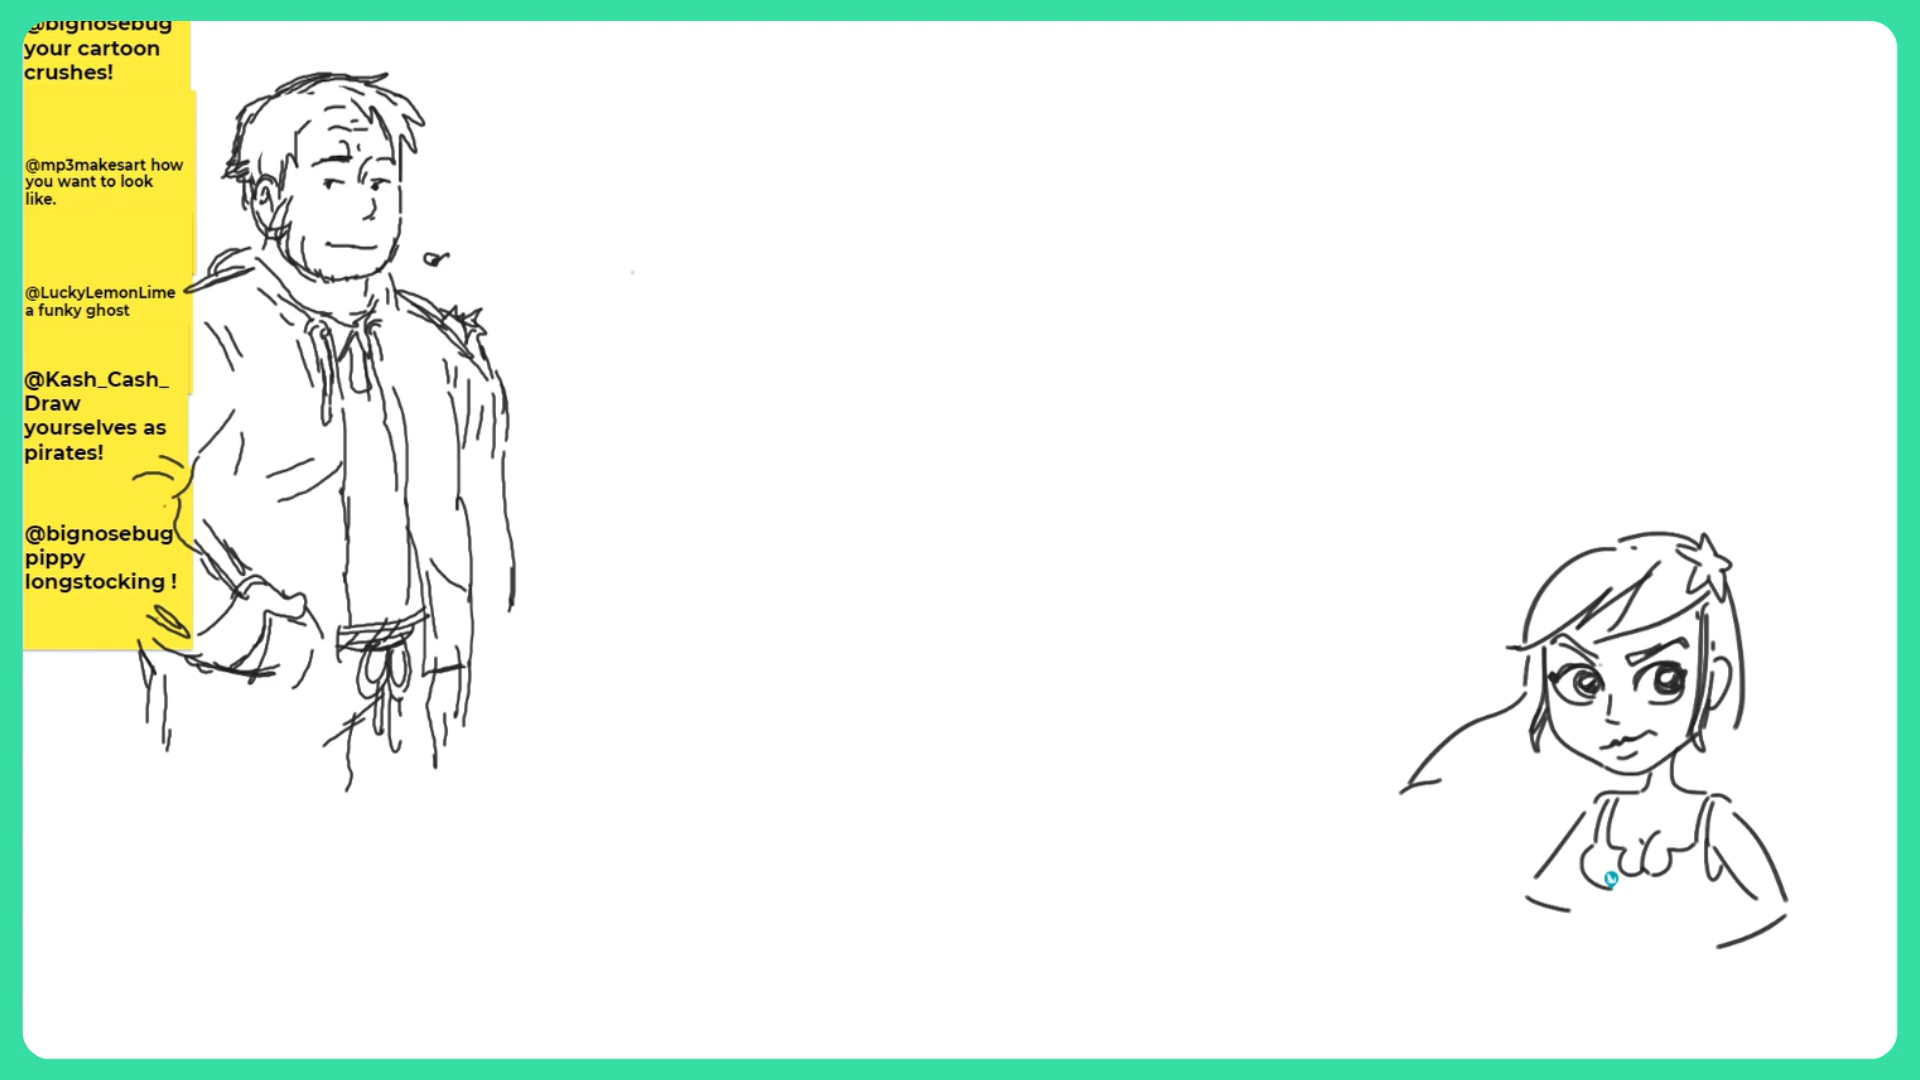 @bignosebug
your cartoon
crushes!
@mp3makesart how
you want to look
like.
@LuckyLemonLime
a funky ghost
@Kash_Cash_
Draw
yourselves as
pirates!
@bignosebug
pippy
longstocking !